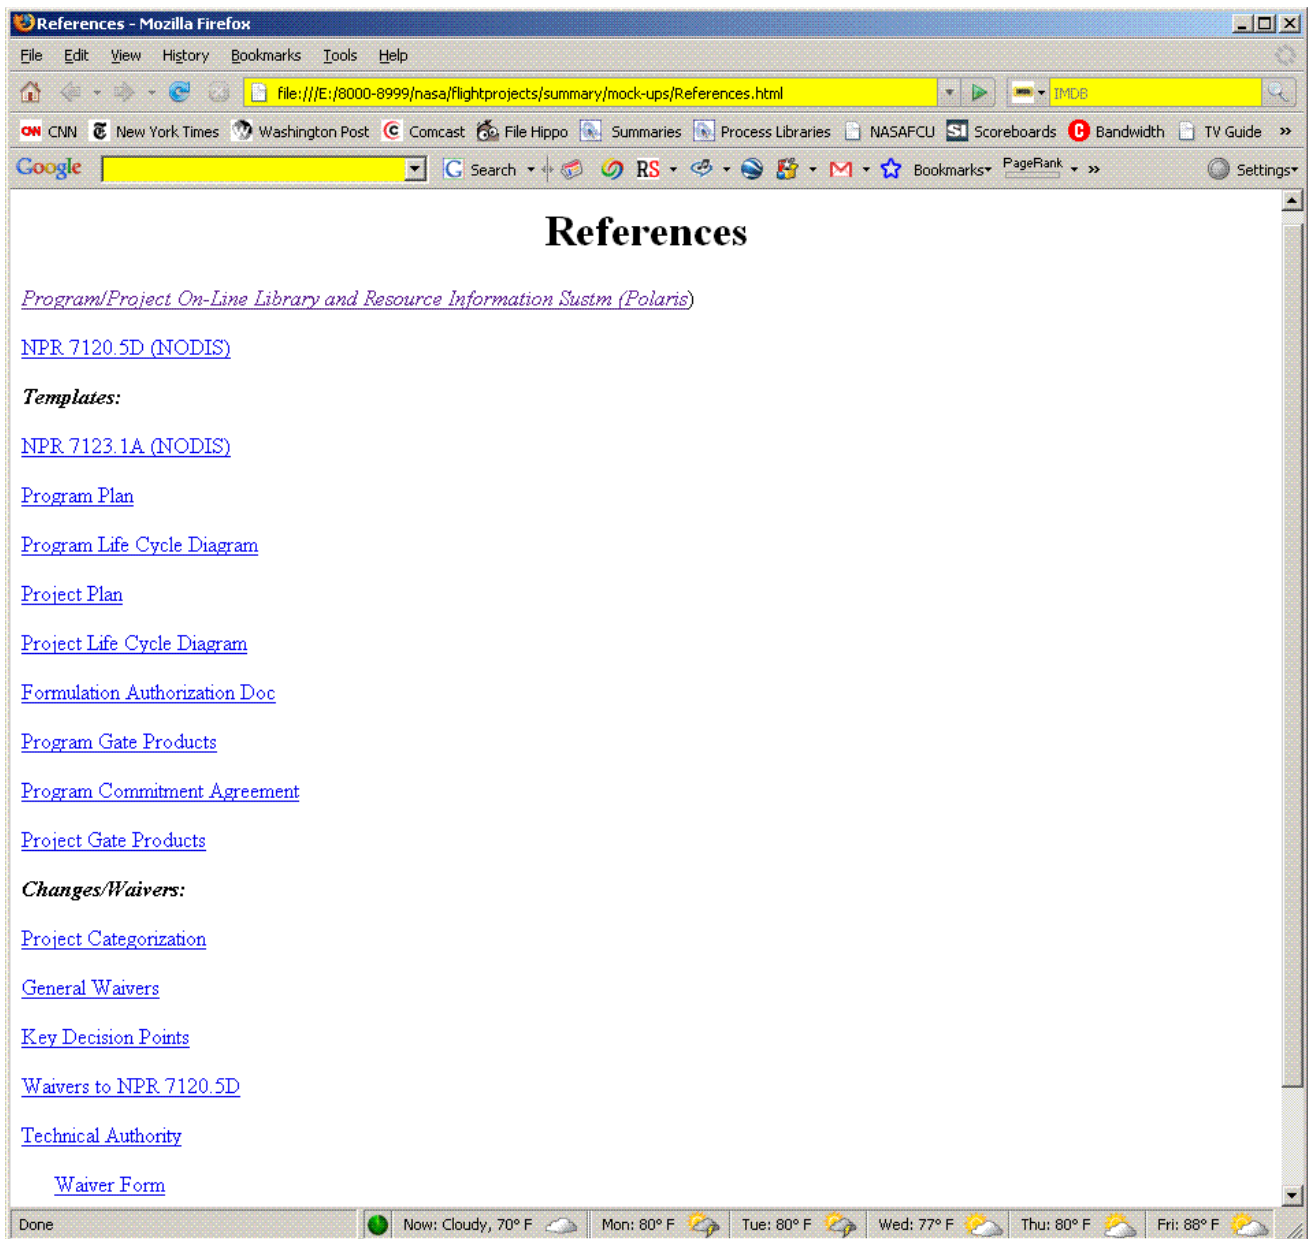 References - Mozilla Firefox
File Edit View History Bookmarks Tools Help
file:///E:/8000-8999/nasa/flightprojects/summary/mock-ups/References.html IMDB
CNN CNN New York Times Washington Post Comcast File Hippo Summaries Process Libraries NASAFCU SI Scoreboards Bandwidth TV Guide »
Google G Search RS M Bookmarks PageRank » Settings
References
Program/Project On-Line Library and Resource Information Sustm (Polaris)
NPR 7120.5D (NODIS)
Templates:
NPR 7123.1A (NODIS)
Program Plan
Program Life Cycle Diagram
Project Plan
Project Life Cycle Diagram
Formulation Authorization Doc
Program Gate Products
Program Commitment Agreement
Project Gate Products
Changes/Waivers:
Project Categorization
General Waivers
Key Decision Points
Waivers to NPR 7120.5D
Technical Authority
Waiver Form
Done Now: Cloudy, 70° F Mon: 80° F Tue: 80° F Wed: 77° F Thu: 80° F Fri: 88° F